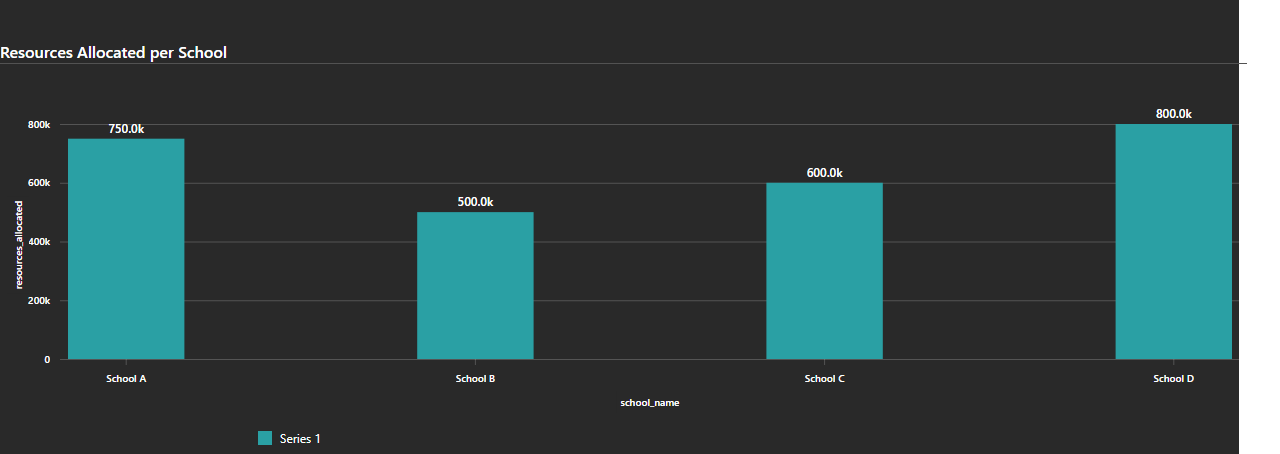 Resources Allocated per School
800k
600k
400k
200k
0
resources_allocated
750.0k
500.0k
600.0k
800.0k
School A
School B
School C
School D
school_name
Series 1